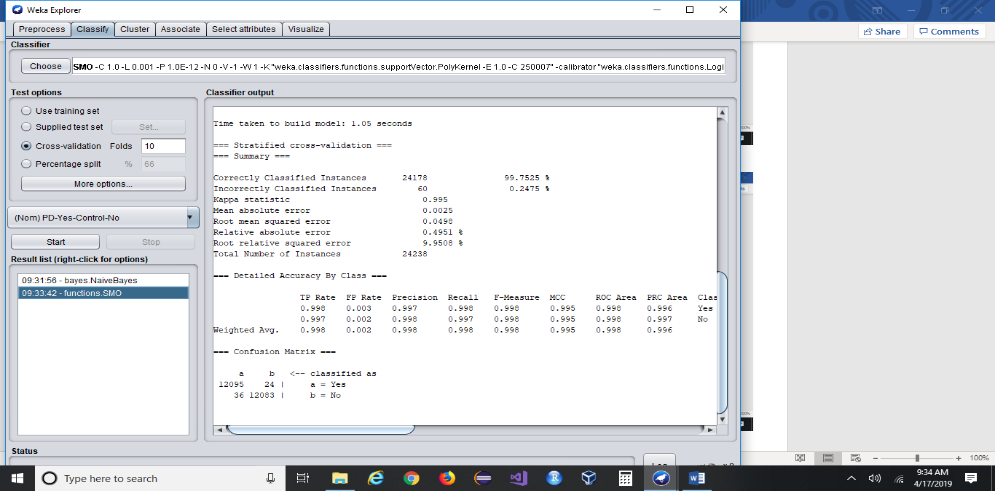 Weka Explorer
Preprocess Classify Cluster Associate Select attributes Visualize
Share Comments
Classifier
Choose SMO -C 1.0 -L 0.001 -P 1.0E-12 -N 0 -V -1 -W 1 -K "weka.classifiers.functions.supportVector.PolyKernel -E 1.0 -C 250007" -calibrator "weka.classifiers.functions.Logi
Test options
Use training set
Supplied test set Set...
Cross-validation Folds 10
Percentage split % 66
More options...
(Nom) PD-Yes-Control-No
Start Stop
Result list (right-click for options)
09:31:56 - bayes.NaiveBayes
09:33:42 - functions.SMO
Classifier output
Time taken to build model: 1.05 seconds
=== Stratified cross-validation ===
=== Summary ===
Correctly Classified Instances 24178 99.7525 %
Incorrectly Classified Instances 60 0.2475 %
Kappa statistic 0.995
Mean absolute error 0.0025
Root mean squared error 0.0498
Relative absolute error 0.4951 %
Root relative squared error 9.9508 %
Total Number of Instances 24238
=== Detailed Accuracy By Class ===
TP Rate FP Rate Precision Recall F-Measure MCC ROC Area PRC Area Clas
0.998 0.003 0.997 0.998 0.998 0.995 0.998 0.996 Yes
0.997 0.002 0.998 0.997 0.998 0.995 0.998 0.997 No
Weighted Avg. 0.998 0.002 0.998 0.998 0.998 0.995 0.998 0.996
=== Confusion Matrix ===
a b <-- classified as
12095 24 | a = Yes
36 12083 | b = No
Status
100%
Type here to search
9:34 AM
4/17/2019